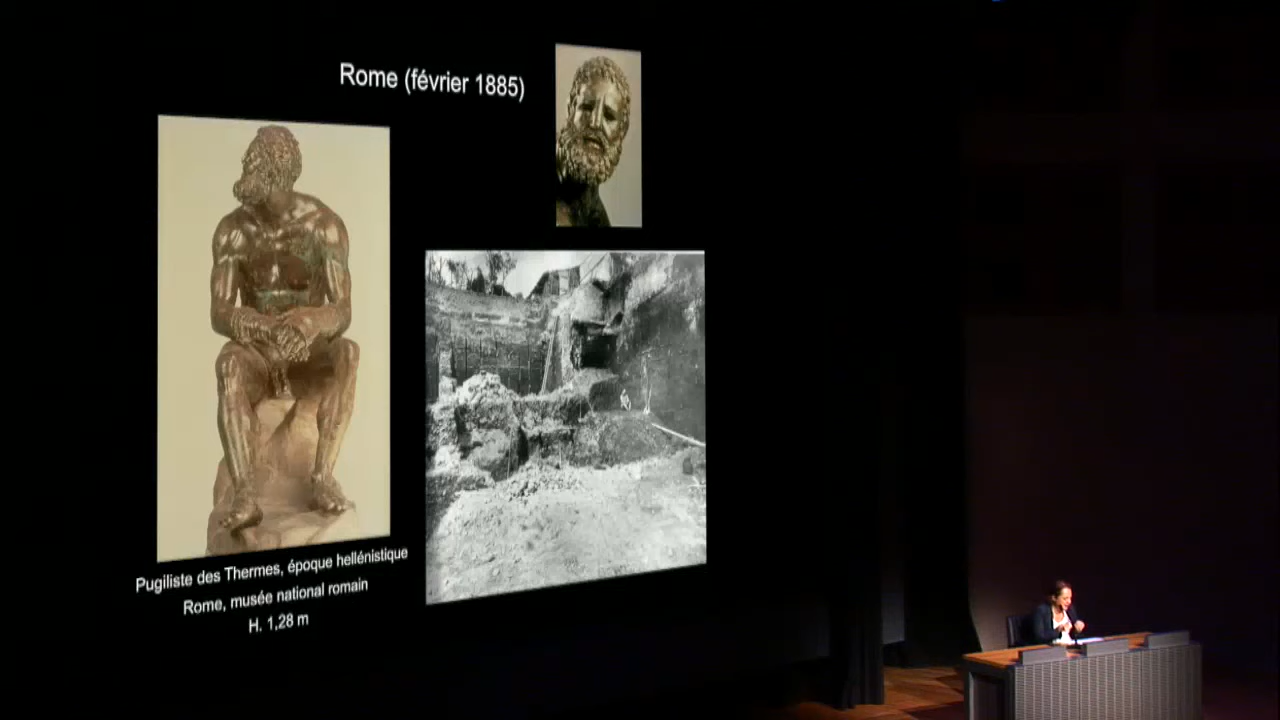 Rome (février 1885)
Pugiliste des Thermes, époque hellénistique
Rome, musée national romain
H. 1,28 m